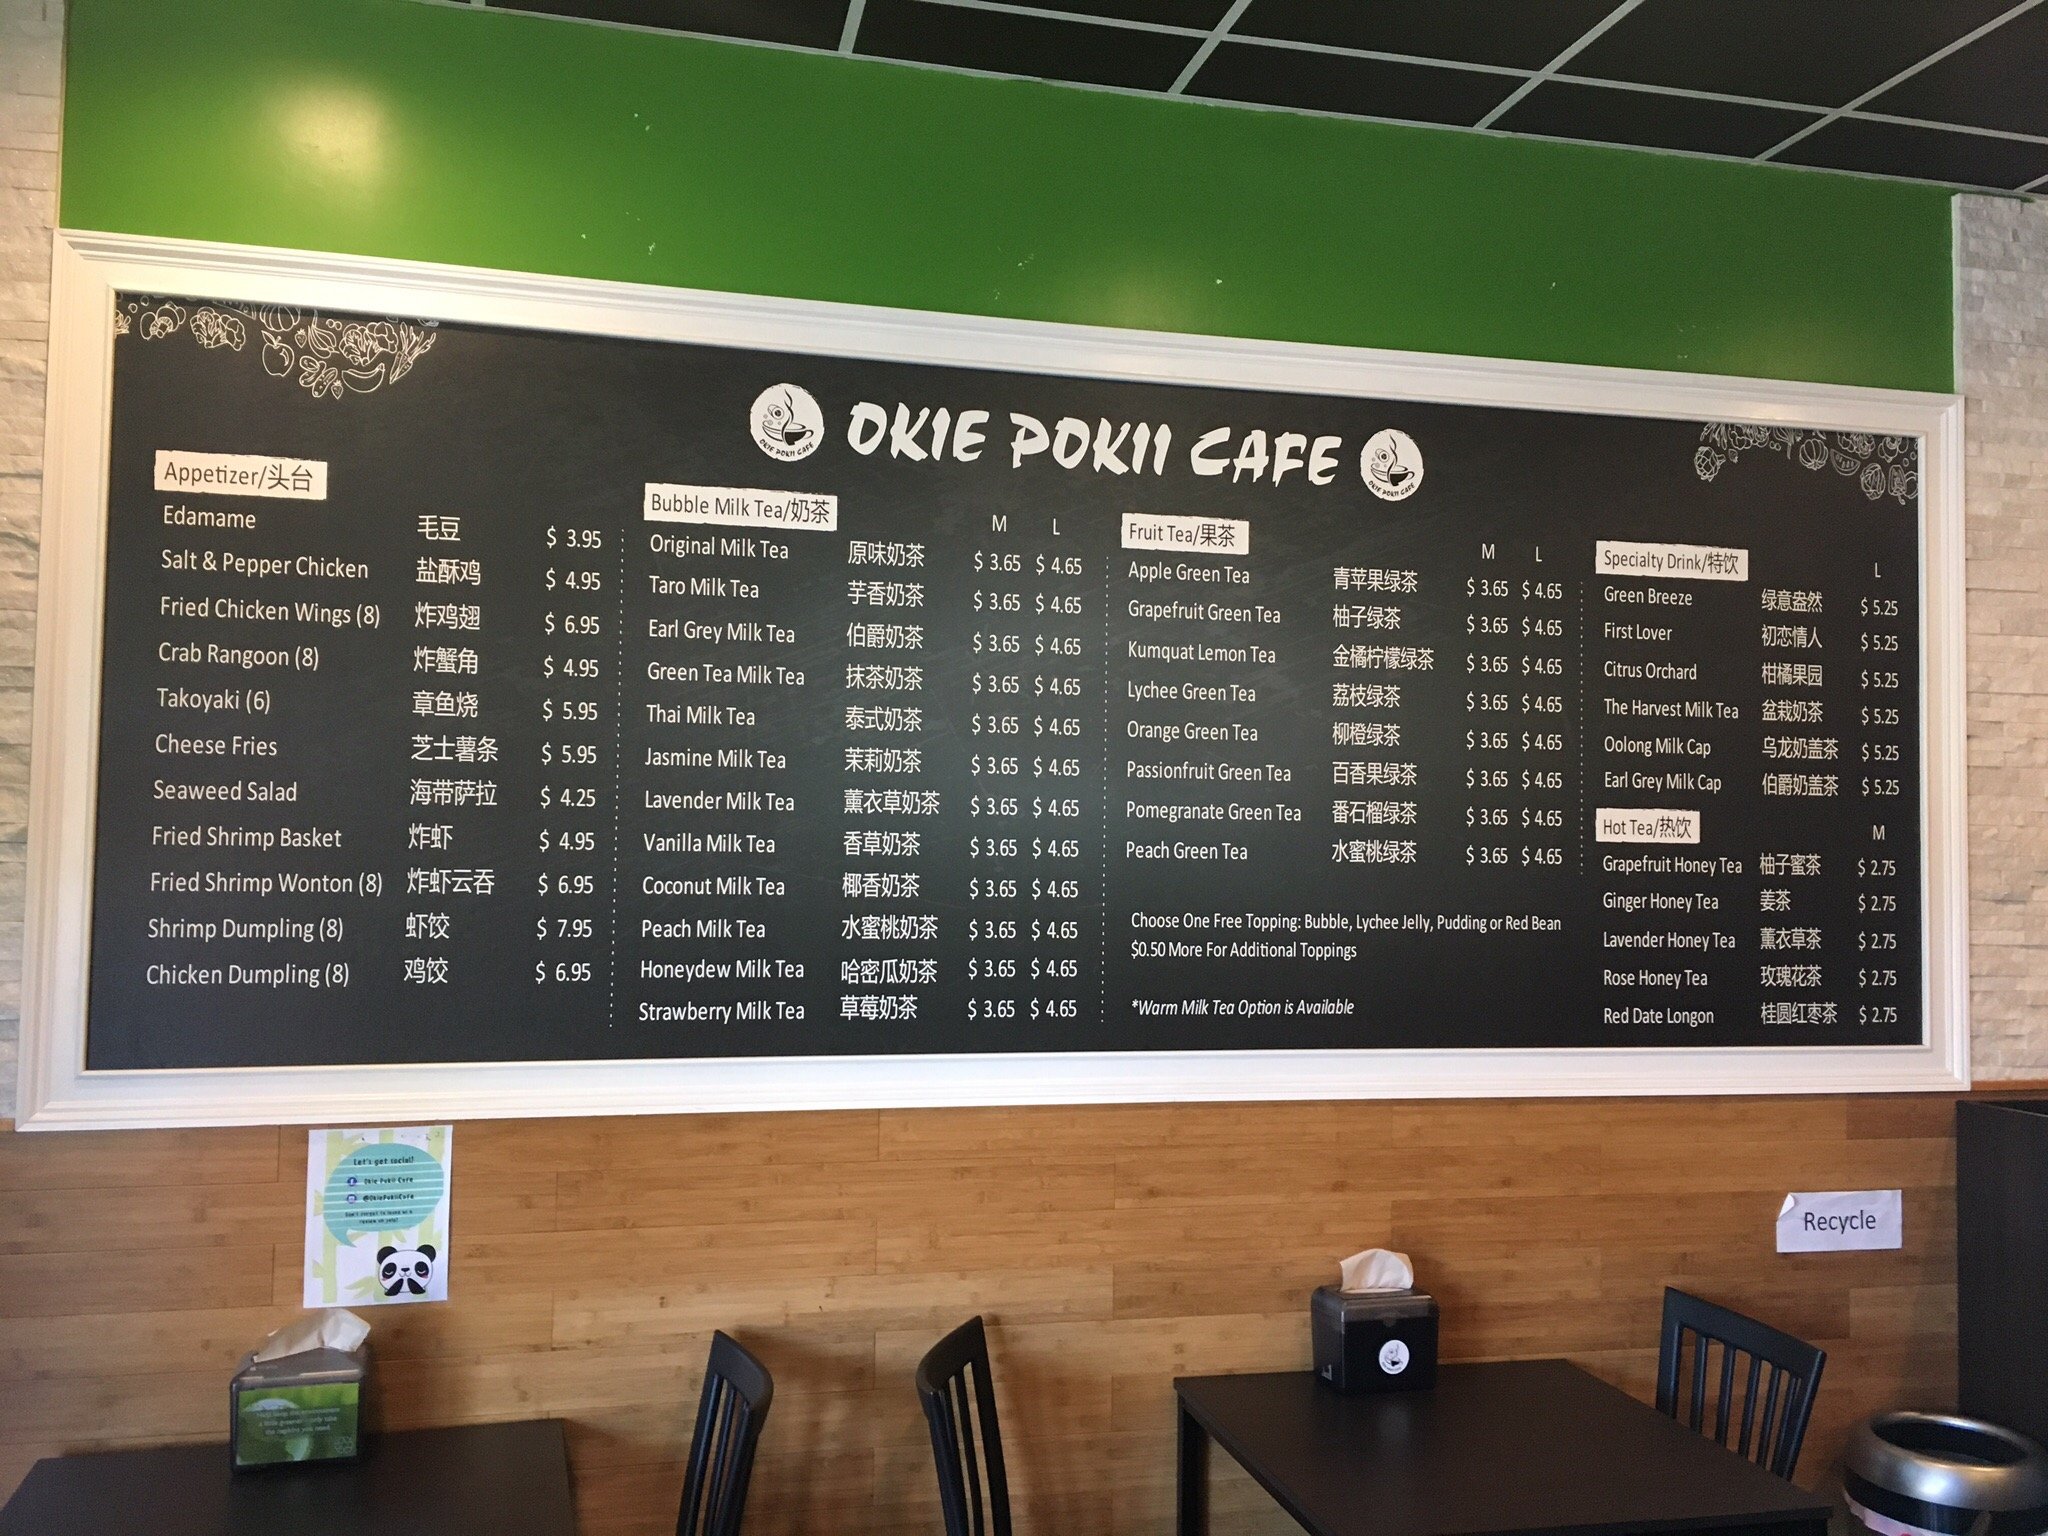 OKIE POKII CAFE
OKIE POKII CAFE
OKIE POKII CAFE
Appetizer/头台
Edamame 毛豆 $ 3.95
Salt & Pepper Chicken 盐酥鸡 $ 4.95
Fried Chicken Wings (8) 炸鸡翅 $ 6.95
Crab Rangoon (8) 炸蟹角 $ 4.95
Takoyaki (6) 章鱼烧 $ 5.95
Cheese Fries 芝士薯条 $ 5.95
Seaweed Salad 海带萨拉 $ 4.25
Fried Shrimp Basket 炸虾 $ 4.95
Fried Shrimp Wonton (8) 炸虾云吞 $ 6.95
Shrimp Dumpling (8) 虾饺 $ 7.95
Chicken Dumpling (8) 鸡饺 $ 6.95
Bubble Milk Tea/奶茶 M L
Original Milk Tea 原味奶茶 $ 3.65 $ 4.65
Taro Milk Tea 芋香奶茶 $ 3.65 $ 4.65
Earl Grey Milk Tea 伯爵奶茶 $ 3.65 $ 4.65
Green Tea Milk Tea 抹茶奶茶 $ 3.65 $ 4.65
Thai Milk Tea 泰式奶茶 $ 3.65 $ 4.65
Jasmine Milk Tea 茉莉奶茶 $ 3.65 $ 4.65
Lavender Milk Tea 薰衣草奶茶 $ 3.65 $ 4.65
Vanilla Milk Tea 香草奶茶 $ 3.65 $ 4.65
Coconut Milk Tea 椰香奶茶 $ 3.65 $ 4.65
Peach Milk Tea 水蜜桃奶茶 $ 3.65 $ 4.65
Honeydew Milk Tea 哈密瓜奶茶 $ 3.65 $ 4.65
Strawberry Milk Tea 草莓奶茶 $ 3.65 $ 4.65
Fruit Tea/果茶 M L
Apple Green Tea 青苹果绿茶 $ 3.65 $ 4.65
Grapefruit Green Tea 柚子绿茶 $ 3.65 $ 4.65
Kumquat Lemon Tea 金橘柠檬绿茶 $ 3.65 $ 4.65
Lychee Green Tea 荔枝绿茶 $ 3.65 $ 4.65
Orange Green Tea 柳橙绿茶 $ 3.65 $ 4.65
Passionfruit Green Tea 百香果绿茶 $ 3.65 $ 4.65
Pomegranate Green Tea 番石榴绿茶 $ 3.65 $ 4.65
Peach Green Tea 水蜜桃绿茶 $ 3.65 $ 4.65
Choose One Free Topping: Bubble, Lychee Jelly, Pudding or Red Bean
$0.50 More For Additional Toppings
*Warm Milk Tea Option is Available
Specialty Drink/特饮 L
Green Breeze 绿意盎然 $ 5.25
First Lover 初恋情人 $ 5.25
Citrus Orchard 柑橘果园 $ 5.25
The Harvest Milk Tea 盆栽奶茶 $ 5.25
Oolong Milk Cap 乌龙奶盖茶 $ 5.25
Earl Grey Milk Cap 伯爵奶盖茶 $ 5.25
Hot Tea/热饮 M
Grapefruit Honey Tea 柚子蜜茶 $ 2.75
Ginger Honey Tea 姜茶 $ 2.75
Lavender Honey Tea 薰衣草茶 $ 2.75
Rose Honey Tea 玫瑰花茶 $ 2.75
Red Date Longon 桂圆红枣茶 $ 2.75
Let's get social!
Okie Pokii Cafe
@OkiePokiiCafe
Don't forget to leave us a
review on yelp!
Recycle